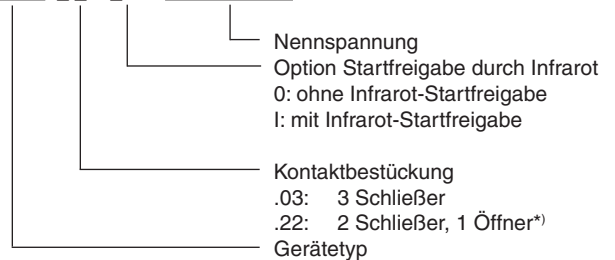 Nennspannung
Option Startfreigabe durch Infrarot
0: ohne Infrarot-Startfreigabe
I: mit Infrarot-Startfreigabe
Kontaktbestückung
.03: 3 Schließer
.22: 2 Schließer, 1 Öffner*)
Gerätetyp